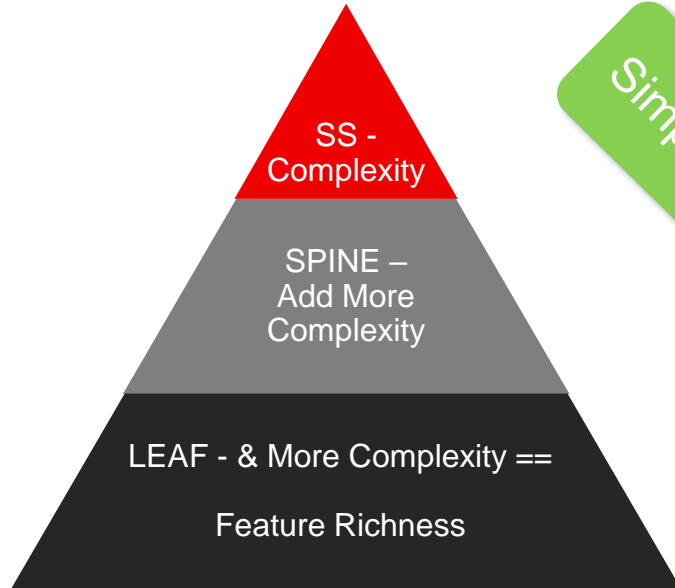 SS -
Complexity
SPINE –
Add More
Complexity
LEAF - & More Complexity ==
Feature Richness